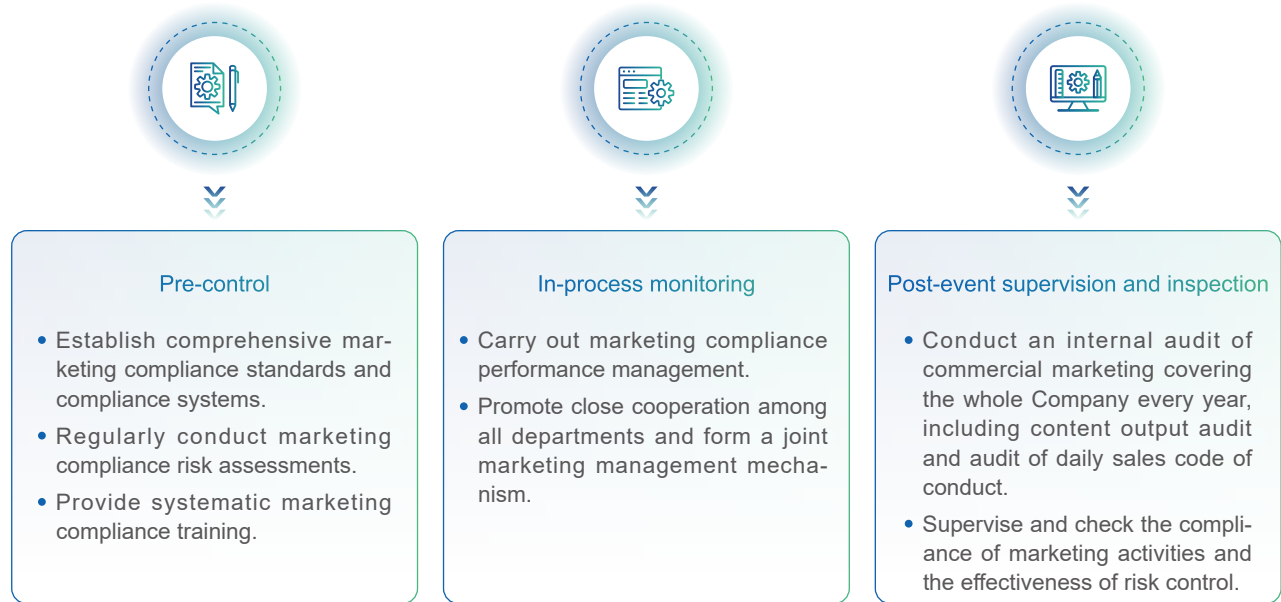 Pre-control
• Establish comprehensive mar-
keting compliance standards and
compliance systems.
• Regularly conduct marketing
compliance risk assessments.
• Provide systematic marketing
compliance training.
In-process monitoring
• Carry out marketing compliance
performance management.
• Promote close cooperation among
all departments and form a joint
marketing management mecha-
nism.
Post-event supervision and inspection
• Conduct an internal audit of
commercial marketing covering
the whole Company every year,
including content output audit
and audit of daily sales code of
conduct.
• Supervise and check the compli-
ance of marketing activities and
the effectiveness of risk control.